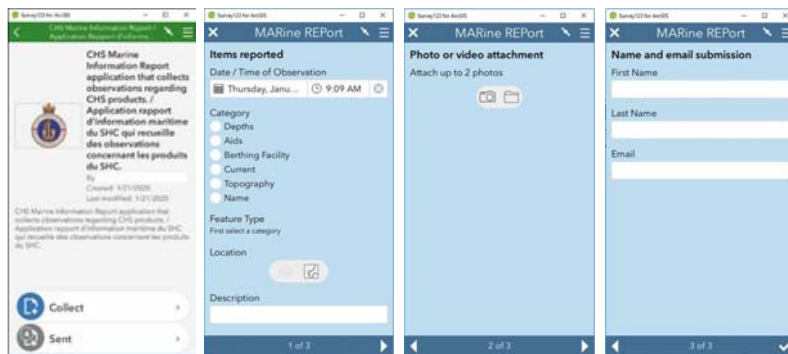 Survey123 for ArcGIS
CHS Marine Information Report /
Application Rapport d'informa...
CHS Marine
Information Report
application that collects
observations regarding
CHS products. /
Application rapport
d'information maritime
du SHC qui recueille
des observations
concernant les produits
du SHC.
By
Created: 1/21/2020
Last modified: 1/21/2020
CHS Marine Information Report application that
collects observations regarding CHS products. /
Application rapport d'information maritime du SHC
qui recueille des observations concernant les produits
du SHC.
Collect
Sent
Survey123 for ArcGIS
MARine REPort
Items reported
Date / Time of Observation
Thursday, Janu... 9:09 AM
Category
Depths
Aids
Berthing Facility
Current
Topography
Name
Feature Type
First select a category
Location
Description
1 of 3
Survey123 for ArcGIS
MARine REPort
Photo or video attachment
Attach up to 2 photos
2 of 3
Survey123 for ArcGIS
MARine REPort
Name and email submission
First Name
Last Name
Email
3 of 3